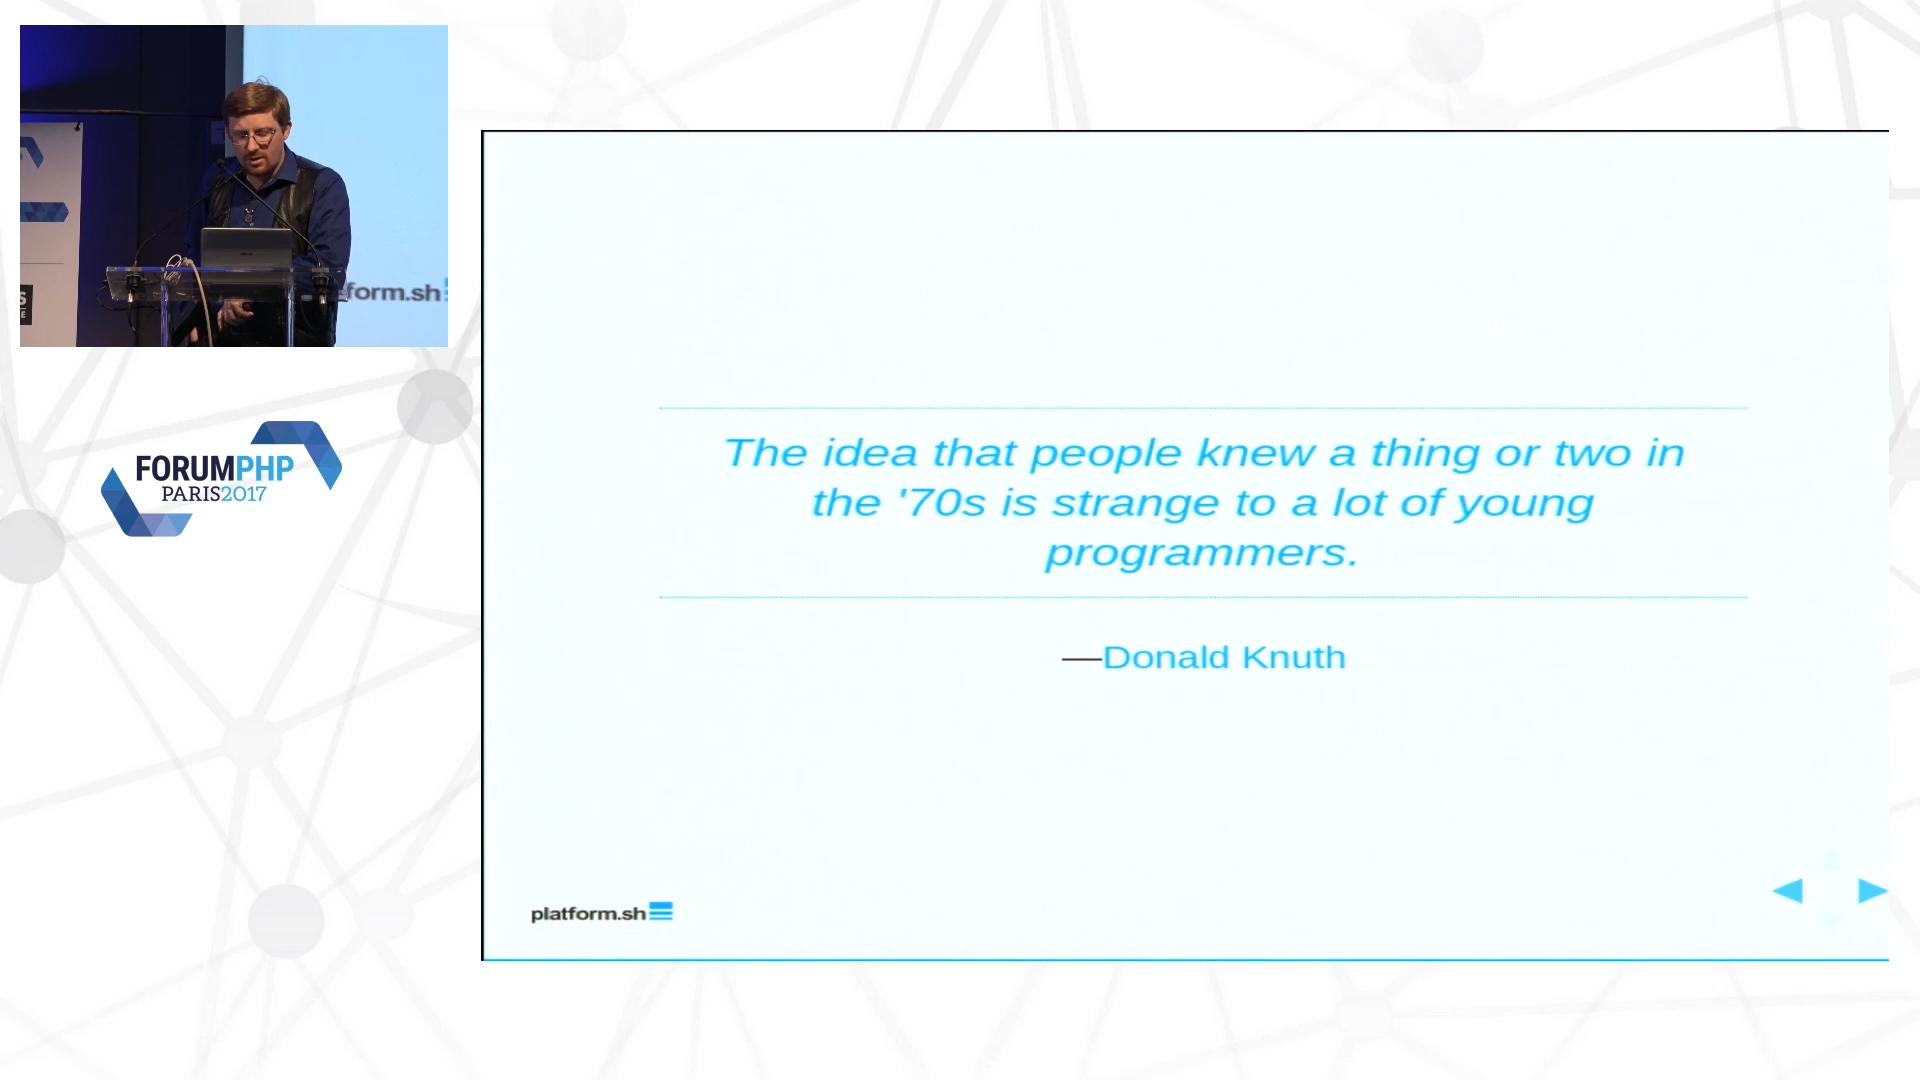 form.sh
S
E
FORUMPHP
PARIS2017
The idea that people knew a thing or two in
the '70s is strange to a lot of young
programmers.
—Donald Knuth
platform.sh